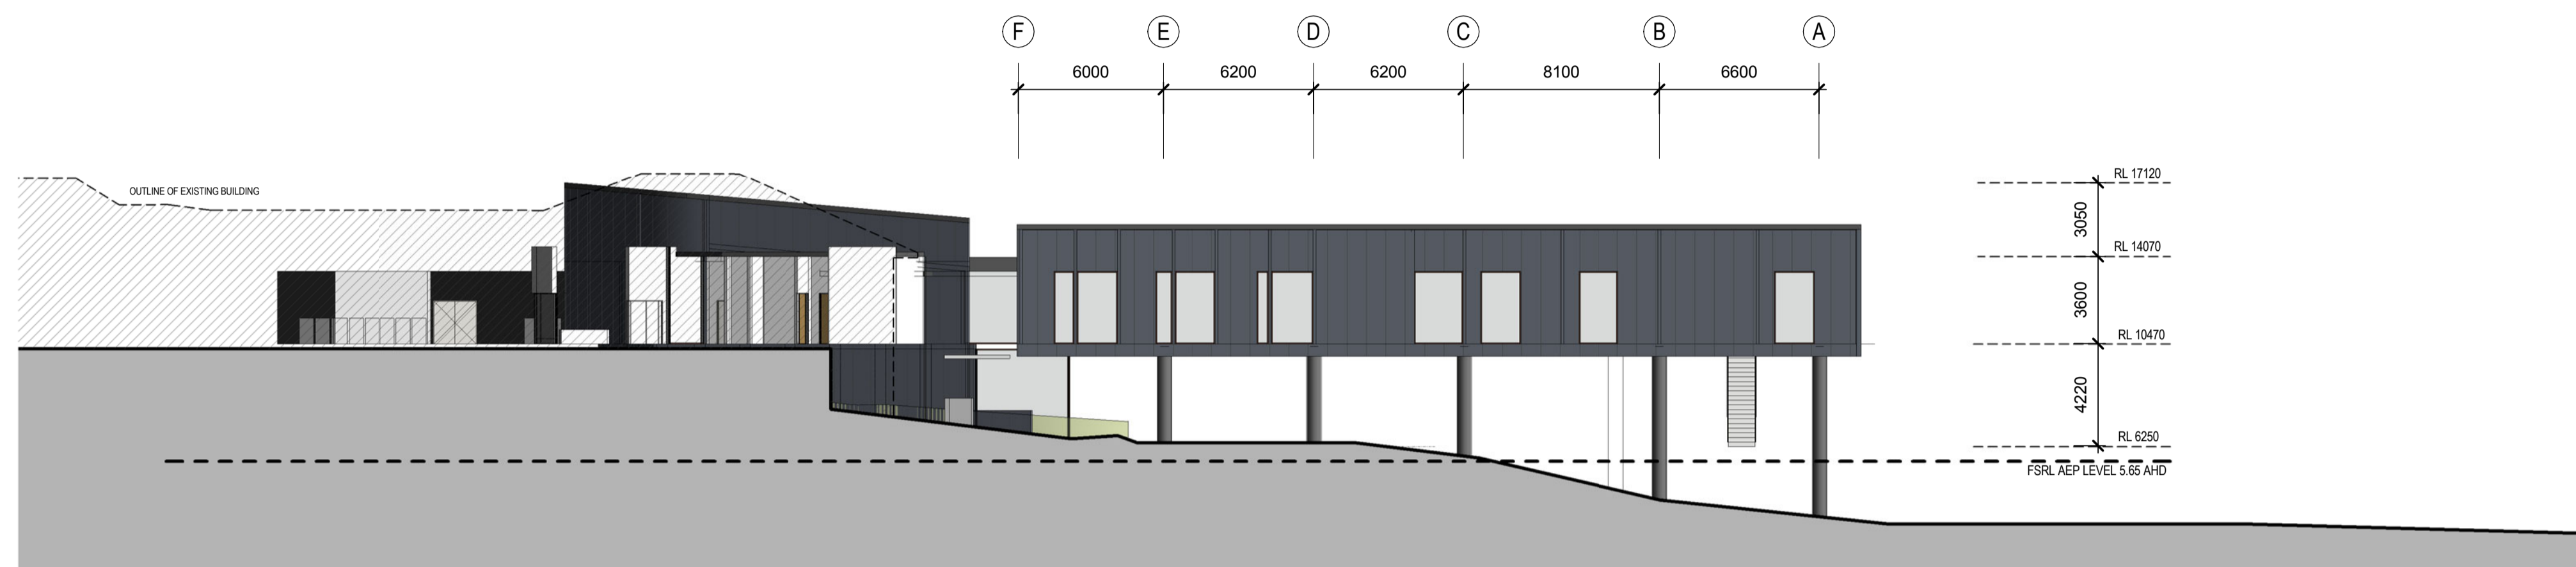 F E D C B A
6000 6200 6200 8100 6600
OUTLINE OF EXISTING BUILDING
RL 17120
3050
RL 14070
3600
RL 10470
4220
RL 6250
FSRL AEP LEVEL 5.65 AHD